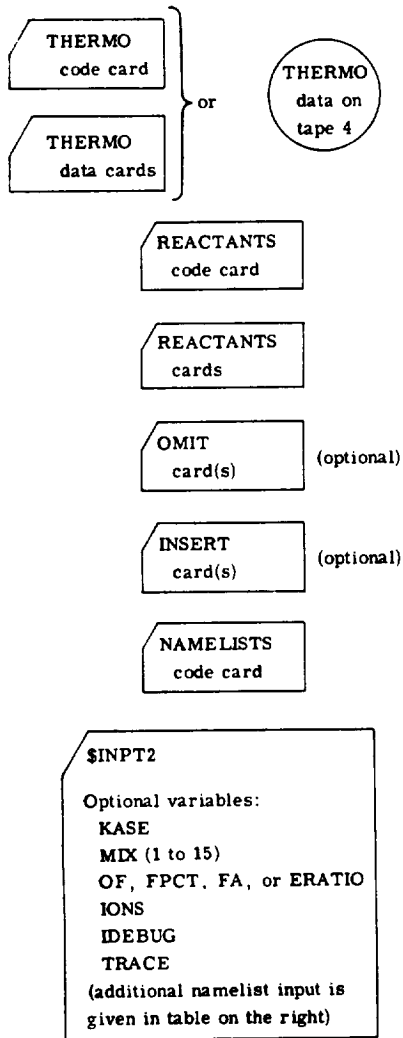 THERMO
code card
THERMO
data cards
or
THERMO
data on
tape 4
REACTANTS
code card
REACTANTS
cards
OMIT
card(s)
(optional)
INSERT
card(s)
(optional)
NAMELISTS
code card
$INPT2
Optional variables:
KASE
MIX (1 to 15)
OF, FPCT, FA, or ERATIO
IONS
IDEBUG
TRACE
(additional namelist input is
given in table on the right)